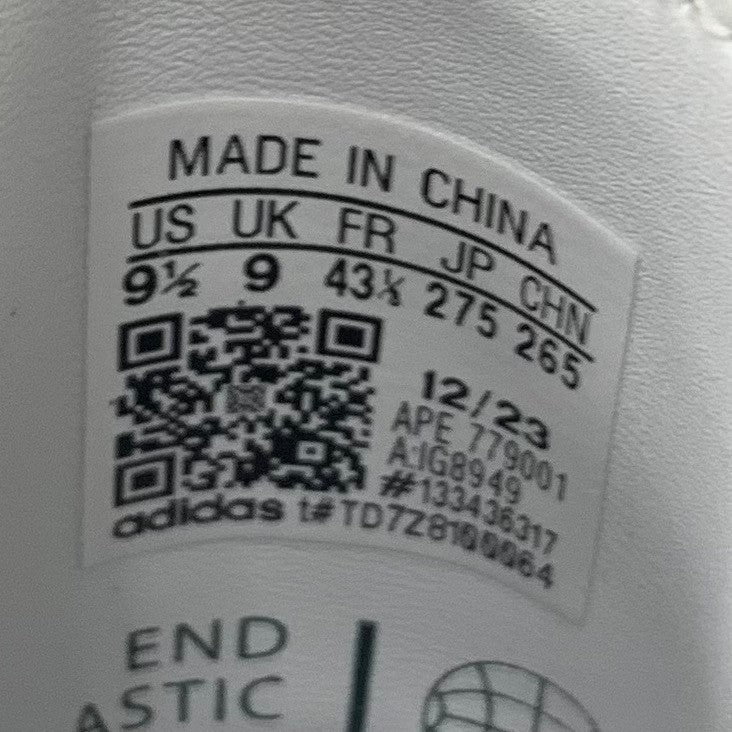 MADE IN CHINA
US UK FR JP CHN
9½ 9 43⅓ 275 265
12/23
APE 779001
A:IG8949
#133436317
adidas t#TD7Z8100064
END
ASTIC